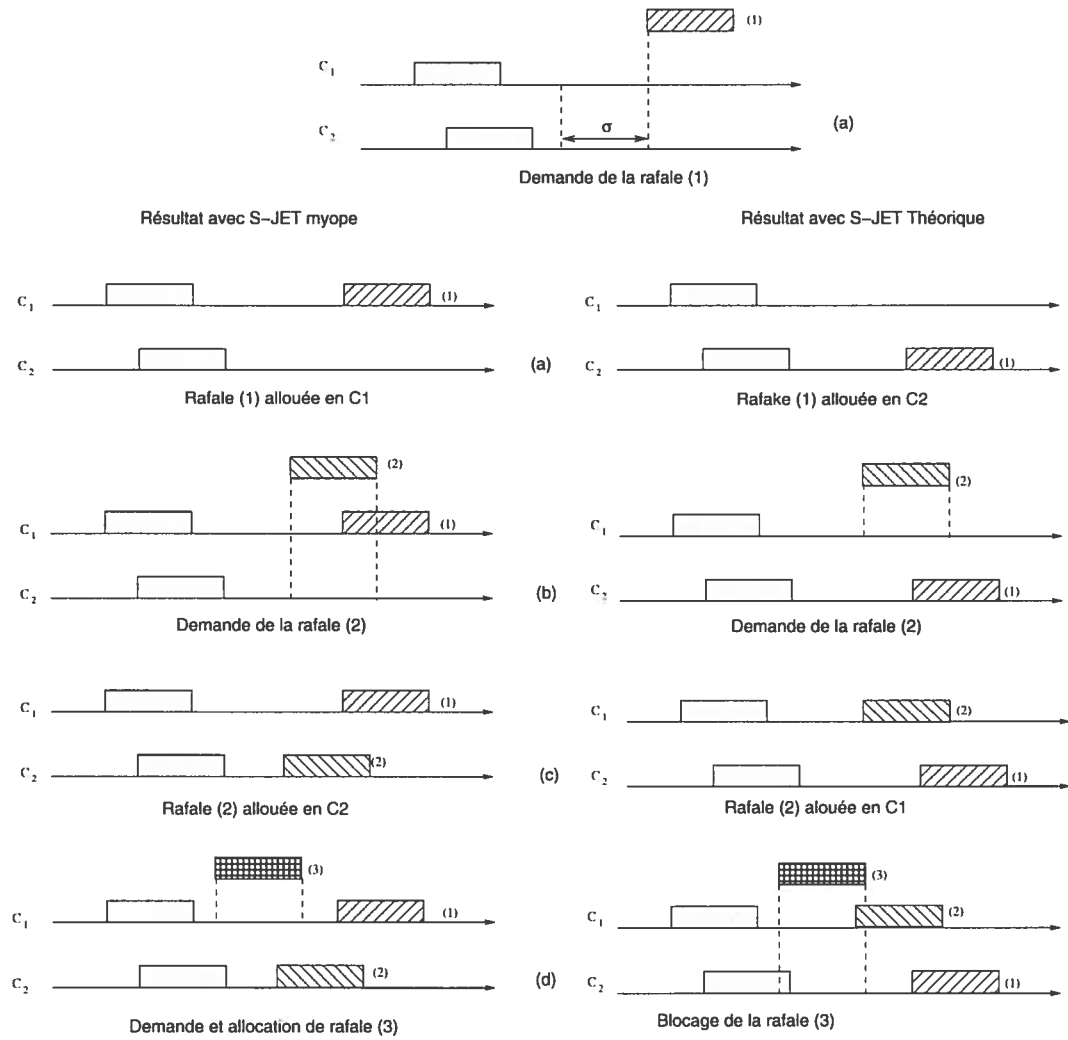 (1)
C1
C2
σ
(a)
Demande de la rafale (1)
Résultat avec S-JET myope
Résultat avec S-JET Théorique
C1
(1)
C2
Rafale (1) allouée en C1
(a)
C1
C2
(1)
Rafake (1) allouée en C2
(2)
C1
(1)
C2
Demande de la rafale (2)
(b)
(2)
C1
C2
(1)
Demande de la rafale (2)
C1
(1)
C2
(2)
Rafale (2) allouée en C2
(c)
C1
(2)
C2
(1)
Rafale (2) alouée en C1
(3)
C1
(1)
C2
(2)
Demande et allocation de rafale (3)
(d)
(3)
C1
(2)
C2
(1)
Blocage de la rafale (3)